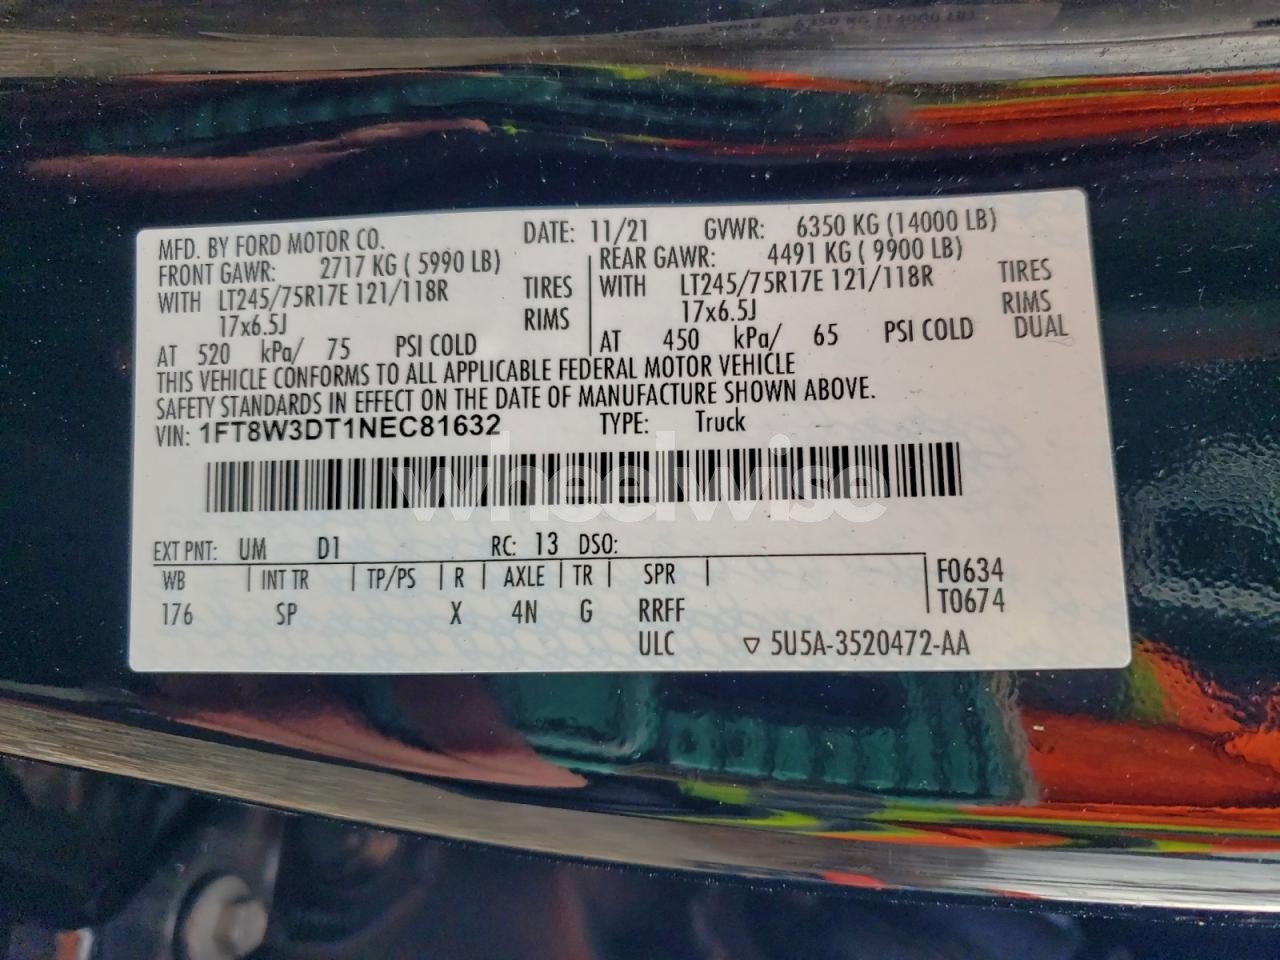 MFD. BY FORD MOTOR CO. DATE: 11/21 GVWR: 6350 KG (14000 LB)
FRONT GAWR: 2717 KG ( 5990 LB) REAR GAWR: 4491 KG ( 9900 LB)
WITH LT245/75R17E 121/118R TIRES WITH LT245/75R17E 121/118R TIRES
17x6.5J RIMS 17x6.5J RIMS
AT 520 kPa/ 75 PSI COLD AT 450 kPa/ 65 PSI COLD DUAL
THIS VEHICLE CONFORMS TO ALL APPLICABLE FEDERAL MOTOR VEHICLE
SAFETY STANDARDS IN EFFECT ON THE DATE OF MANUFACTURE SHOWN ABOVE.
VIN: 1FT8W3DT1NEC81632 TYPE: Truck
wheelwise
EXT PNT: UM D1 RC: 13 DSO:
WB INT TR TP/PS R AXLE TR SPR F0634
176 SP X 4N G RRFF T0674
ULC 5U5A-3520472-AA